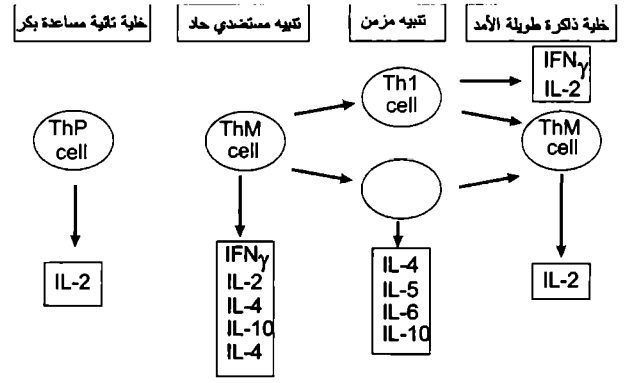 خلية تائية مساعدة بكر
تنبيه مستضدي حاد
تنبيه مزمن
خلية ذاكرة طويلة الأمد
ThP
cell
IL-2
ThM
cell
IFNγ
IL-2
IL-4
IL-10
IL-4
Th1
cell
IL-4
IL-5
IL-6
IL-10
IFNγ
IL-2
ThM
cell
IL-2